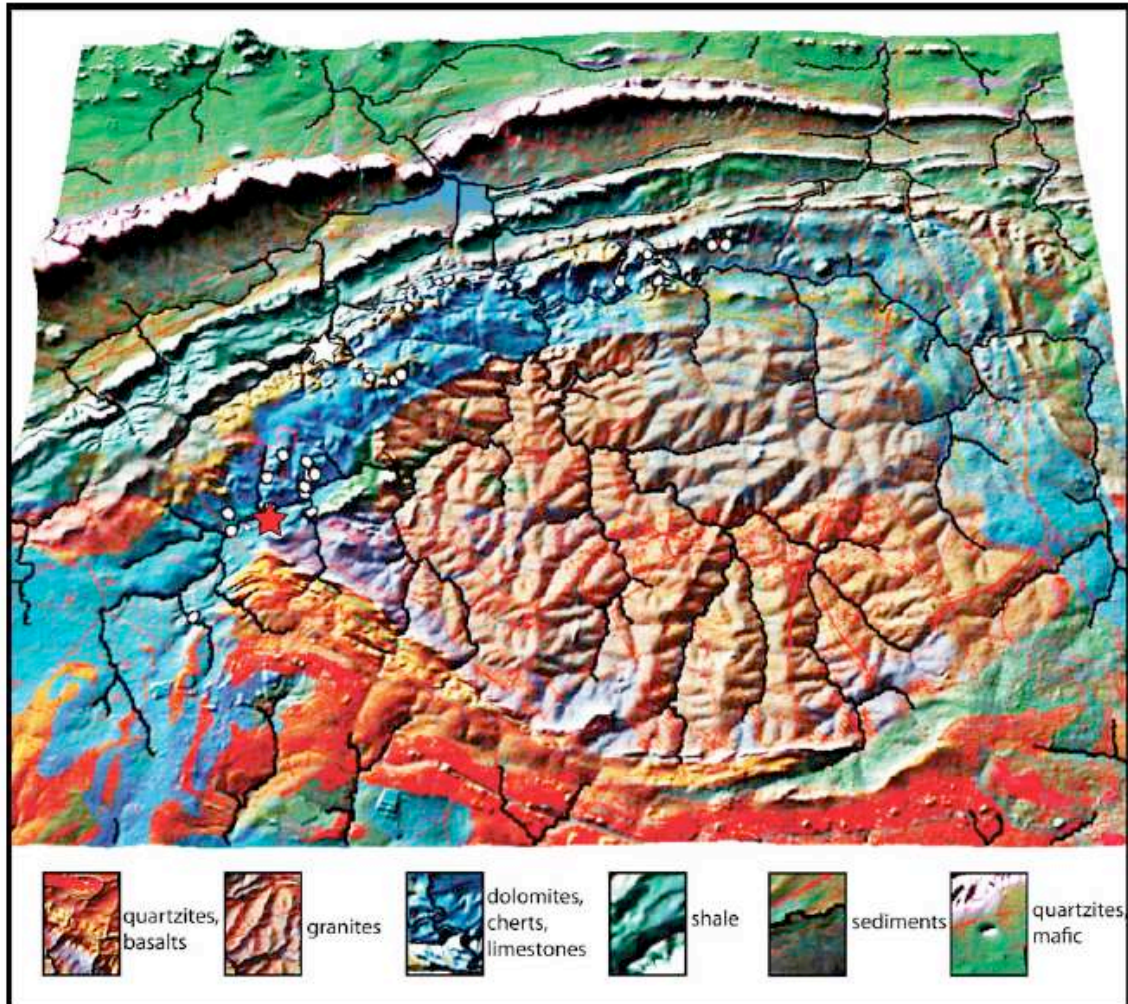 quartzites,
basalts
granites
dolomites,
cherts,
limestones
shale
sediments
quartzites,
mafic